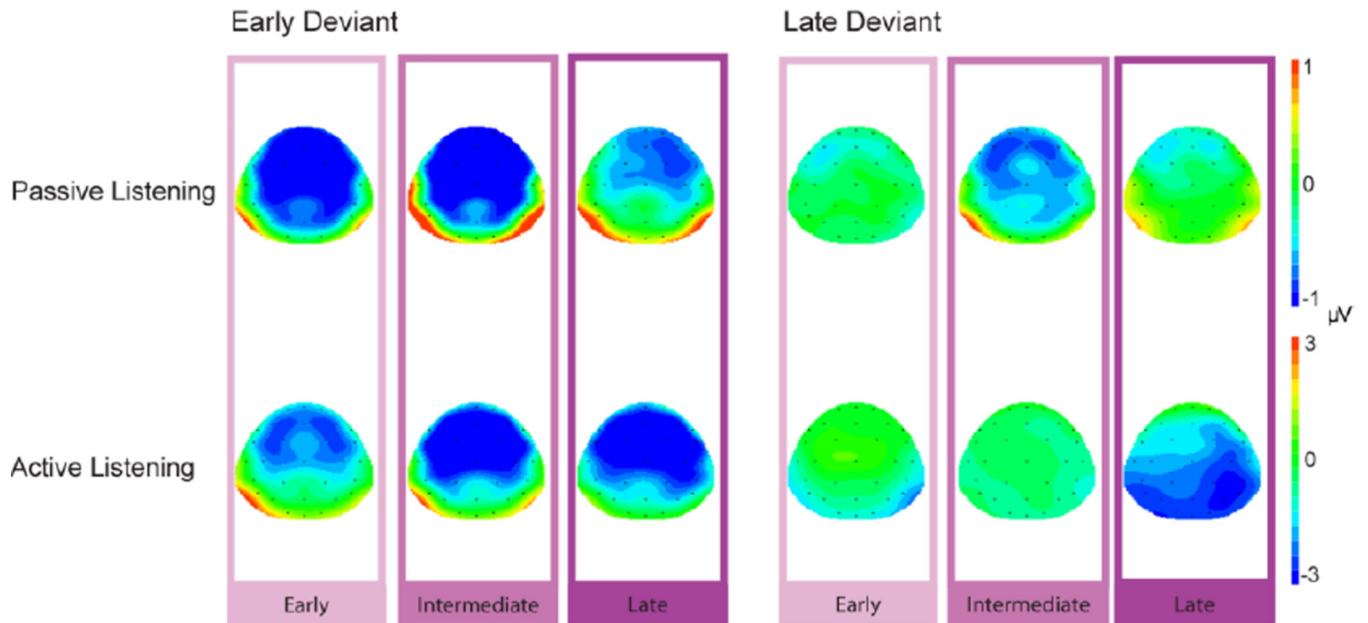 Early Deviant
Late Deviant
Passive Listening
Active Listening
1
0
-1
µV
3
0
-3
Early
Intermediate
Late
Early
Intermediate
Late